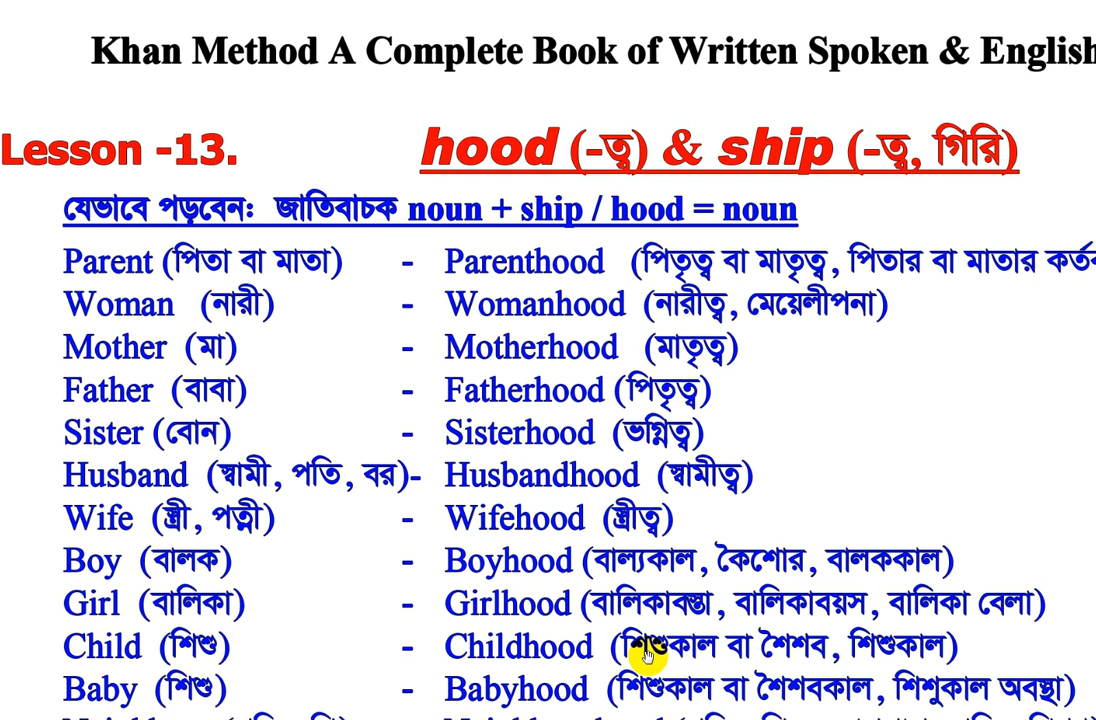 Khan Method A Complete Book of Written Spoken & English
Lesson -13. hood (-ত্ব) & ship (-ত্ব, গিরি)
যেভাবে পড়বেন: জাতিবাচক noun + ship / hood = noun
Parent (পিতা বা মাতা) - Parenthood (পিতৃত্ব বা মাতৃত্ব, পিতার বা মাতার
Woman (নারী) - Womanhood (নারীত্ব, মেয়েলীপনা)
Mother (মা) - Motherhood (মাতৃত্ব)
Father (বাবা) - Fatherhood (পিতৃত্ব)
Sister (বোন) - Sisterhood (ভগ্নিত্ব)
Husband (স্বামী, পতি, বর)- Husbandhood (স্বামীত্ব)
Wife (স্ত্রী, পত্নী) - Wifehood (স্ত্রীত্ব)
Boy (বালক) - Boyhood (বাল্যকাল, কৈশোর, বালককাল)
Girl (বালিকা) - Girlhood (বালিকাবস্তা, বালিকাবয়স, বালিকা বেলা)
Child (শিশু) - Childhood (শিশুকাল বা শৈশব, শিশুকাল)
Baby (শিশু) - Babyhood (শিশুকাল বা শৈশবকাল, শিশুকাল অবস্থা)